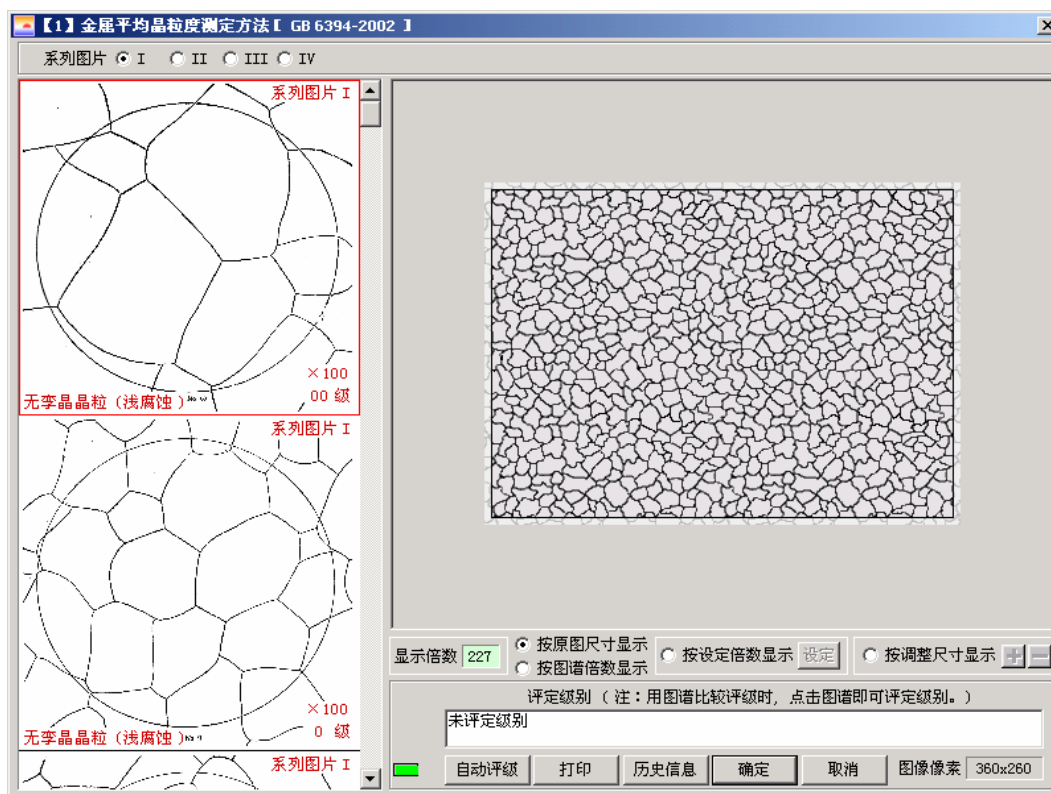 【1】金属平均晶粒度测定方法[ GB 6394-2002 ]
系列图片 I II III IV
系列图片 I
×100
无孪晶晶粒（浅腐蚀） 00 级
系列图片 I
×100
无孪晶晶粒（浅腐蚀） 0 级
系列图片 I
显示倍数 227
按原图尺寸显示
按图谱倍数显示
按设定倍数显示 设定
按调整尺寸显示
评定级别 ( 注：用图谱比较评级时, 点击图谱即可评定级别。)
未评定级别
自动评级 打印 历史信息 确定 取消 图像像素 360x260